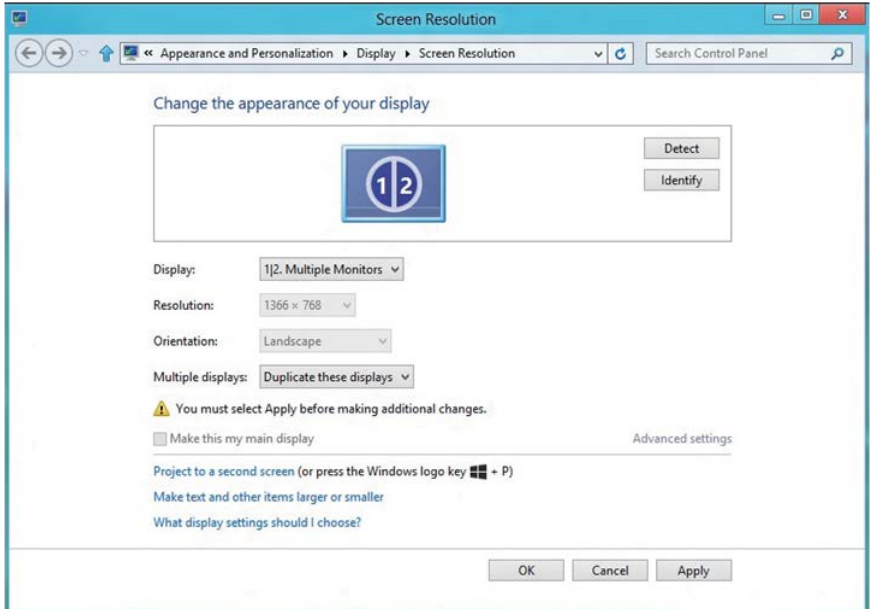 Screen Resolution
« Appearance and Personalization Display Screen Resolution
Search Control Panel
Change the appearance of your display
1 2
Detect
Identify
Display: 1|2. Multiple Monitors
Resolution: 1366 × 768
Orientation: Landscape
Multiple displays: Duplicate these displays
You must select Apply before making additional changes.
Make this my main display Advanced settings
Project to a second screen (or press the Windows logo key + P)
Make text and other items larger or smaller
What display settings should I choose?
OK Cancel Apply